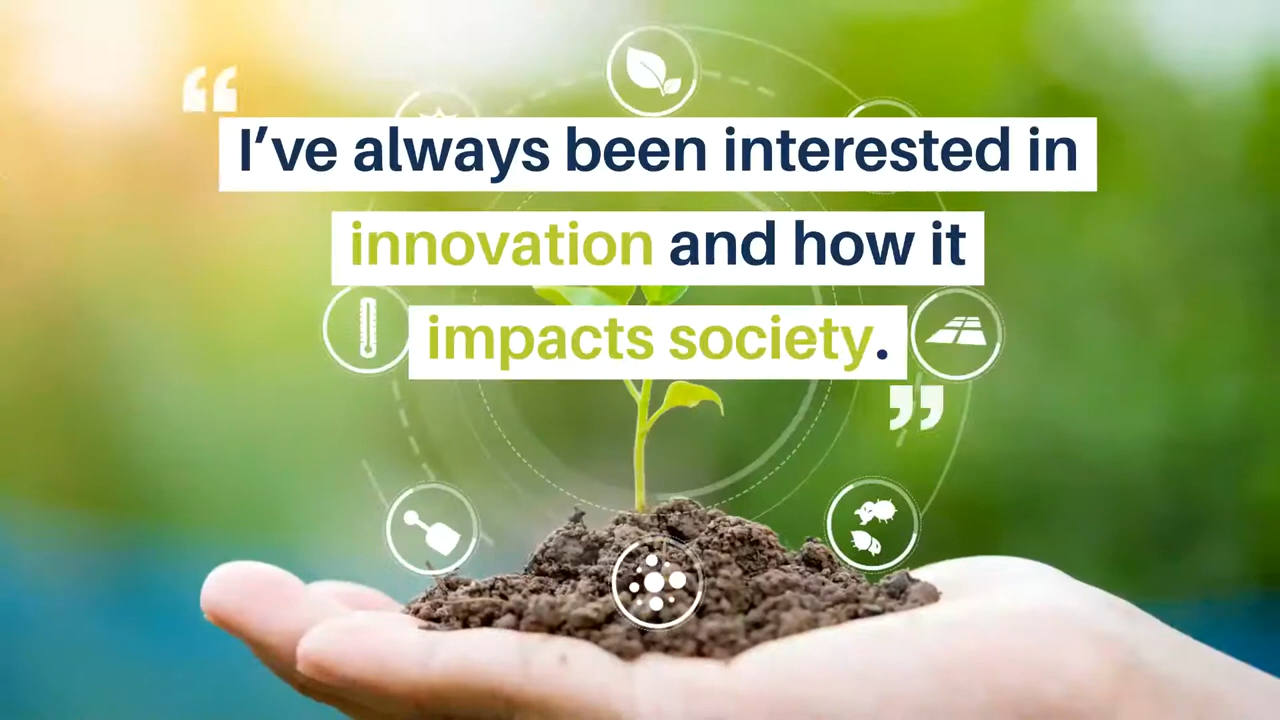 “
I’ve always been interested in
innovation and how it
impacts society.
”